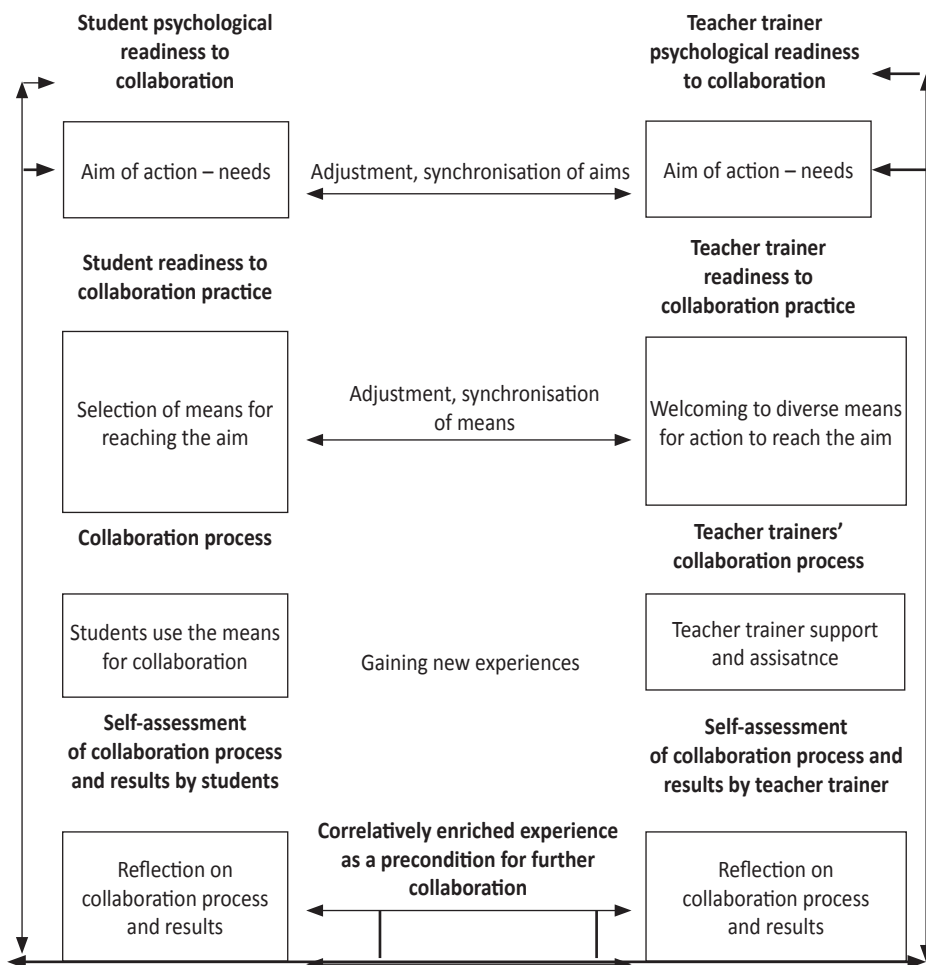 Student psychological
readiness to
collaboration
Teacher trainer
psychological readiness
to collaboration
Aim of action – needs
Adjustment, synchronisation of aims
Aim of action – needs
Student readiness to
collaboration practice
Teacher trainer
readiness to
collaboration practice
Selection of means for
reaching the aim
Adjustment, synchronisation
of means
Welcoming to diverse means
for action to reach the aim
Collaboration process
Teacher trainers’
collaboration process
Students use the means
for collaboration
Gaining new experiences
Teacher trainer support
and assisatnce
Self-assessment
of collaboration process
and results by students
Self-assessment
of collaboration process and
results by teacher trainer
Reflection on
collaboration process
and results
Correlatively enriched experience
as a precondition for further
collaboration
Reflection on
collaboration process
and results